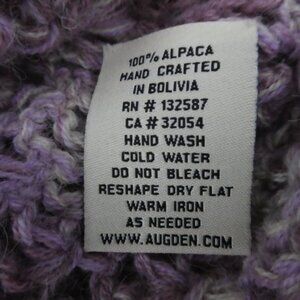 100% ALPACA
HAND CRAFTED
IN BOLIVIA
RN # 132587
CA # 32054
HAND WASH
COLD WATER
DO NOT BLEACH
RESHAPE DRY FLAT
WARM IRON
AS NEEDED
WWW.AUGDEN.COM